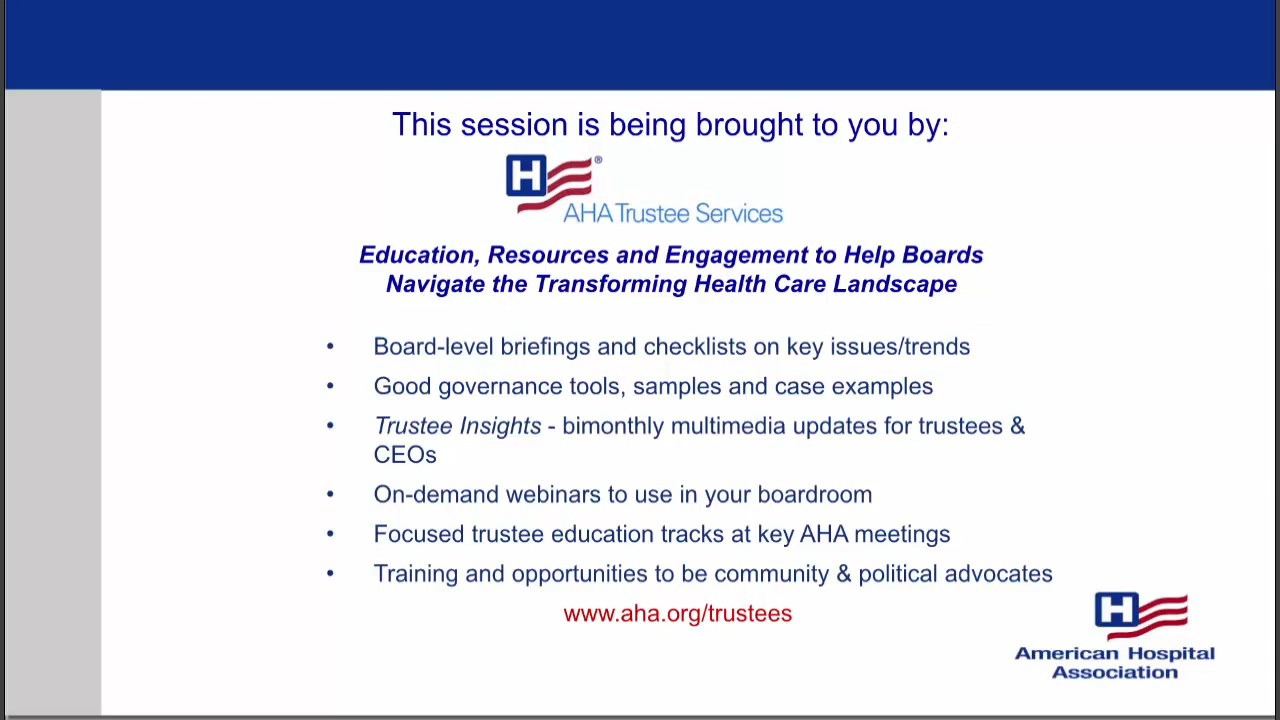 This session is being brought to you by:
H ®
AHA Trustee Services
Education, Resources and Engagement to Help Boards
Navigate the Transforming Health Care Landscape
• Board-level briefings and checklists on key issues/trends
• Good governance tools, samples and case examples
• Trustee Insights - bimonthly multimedia updates for trustees &
CEOs
• On-demand webinars to use in your boardroom
• Focused trustee education tracks at key AHA meetings
• Training and opportunities to be community & political advocates
www.aha.org/trustees
H
American Hospital
Association